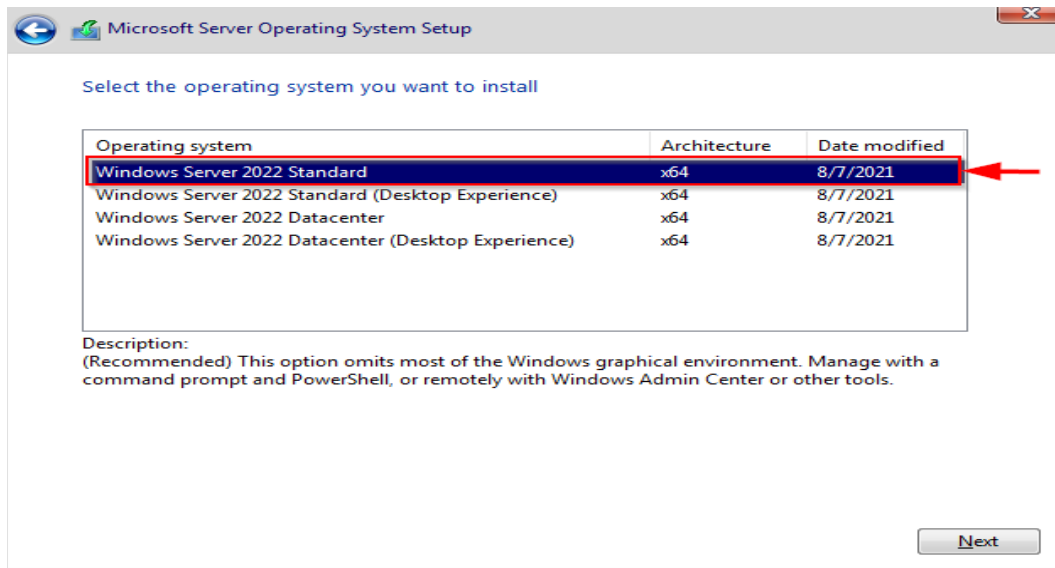 Microsoft Server Operating System Setup
Select the operating system you want to install
Operating system Architecture Date modified
Windows Server 2022 Standard x64 8/7/2021
Windows Server 2022 Standard (Desktop Experience) x64 8/7/2021
Windows Server 2022 Datacenter x64 8/7/2021
Windows Server 2022 Datacenter (Desktop Experience) x64 8/7/2021
Description:
(Recommended) This option omits most of the Windows graphical environment. Manage with a
command prompt and PowerShell, or remotely with Windows Admin Center or other tools.
Next